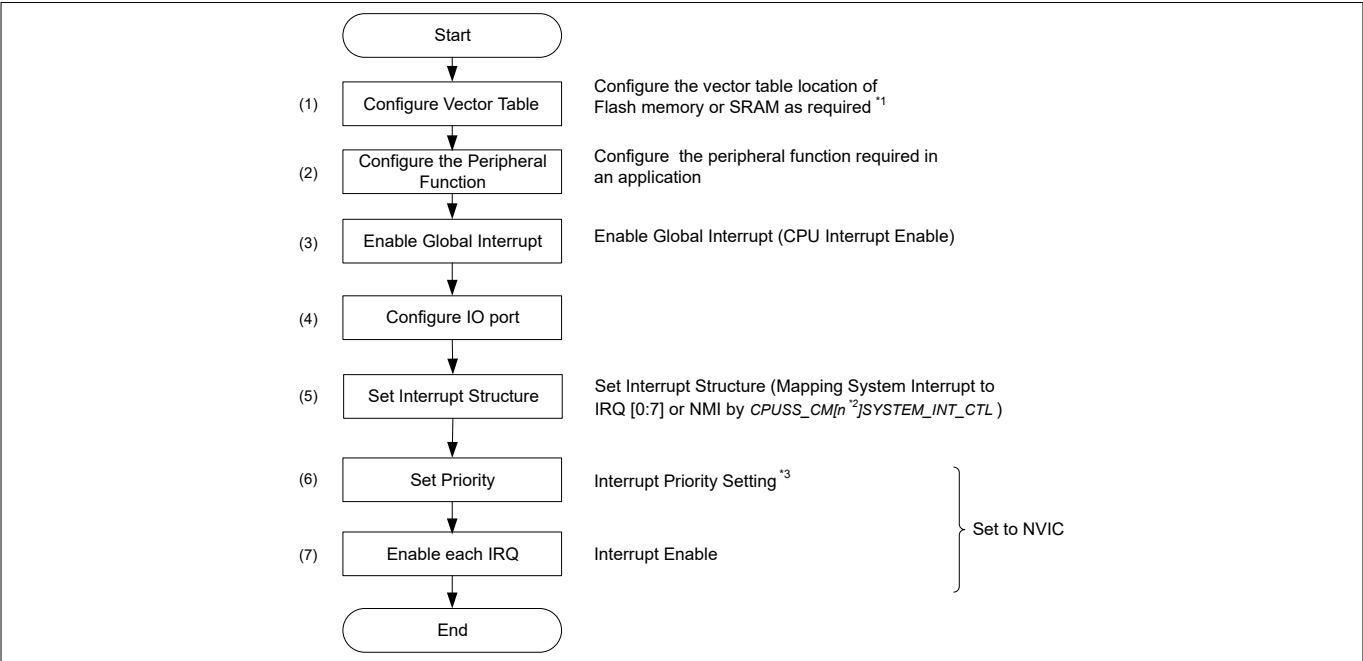 Start
(1)
Configure Vector Table
Configure the vector table location of
Flash memory or SRAM as required *1
(2)
Configure the Peripheral
Function
Configure the peripheral function required in
an application
(3)
Enable Global Interrupt
Enable Global Interrupt (CPU Interrupt Enable)
(4)
Configure IO port
(5)
Set Interrupt Structure
Set Interrupt Structure (Mapping System Interrupt to
IRQ [0:7] or NMI by CPUSS_CM[n *2]SYSTEM_INT_CTL )
(6)
Set Priority
Interrupt Priority Setting *3
Set to NVIC
(7)
Enable each IRQ
Interrupt Enable
End